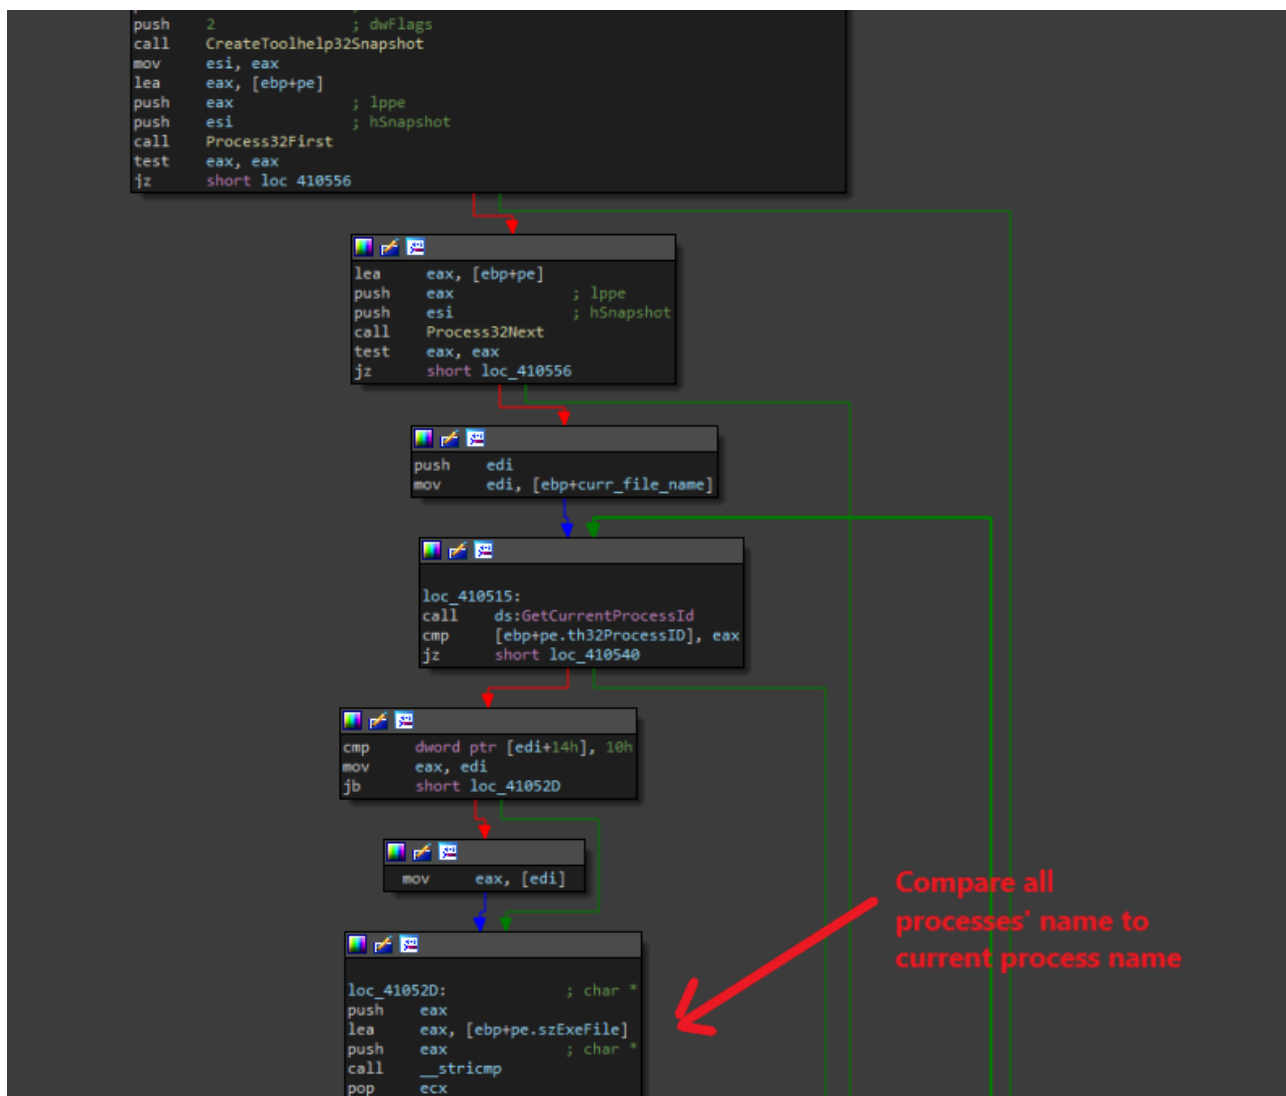 push 2 ; dwFlags
call CreateToolhelp32Snapshot
mov esi, eax
lea eax, [ebp+pe]
push eax ; lppe
push esi ; hSnapshot
call Process32First
test eax, eax
jz short loc_410556
lea eax, [ebp+pe]
push eax ; lppe
push esi ; hSnapshot
call Process32Next
test eax, eax
jz short loc_410556
push edi
mov edi, [ebp+curr_file_name]
loc_410515:
call ds:GetCurrentProcessId
cmp [ebp+pe.th32ProcessID], eax
jz short loc_410540
cmp dword ptr [edi+14h], 10h
mov eax, edi
jb short loc_41052D
mov eax, [edi]
loc_41052D: ; char *
push eax
lea eax, [ebp+pe.szExeFile]
push eax ; char *
call __stricmp
pop ecx
Compare all
processes' name to
current process name